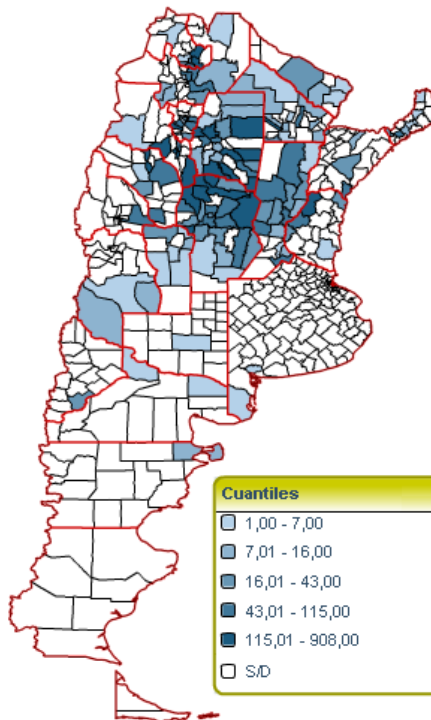 Cuantiles
1,00 - 7,00
7,01 - 16,00
16,01 - 43,00
43,01 - 115,00
115,01 - 908,00
S/D